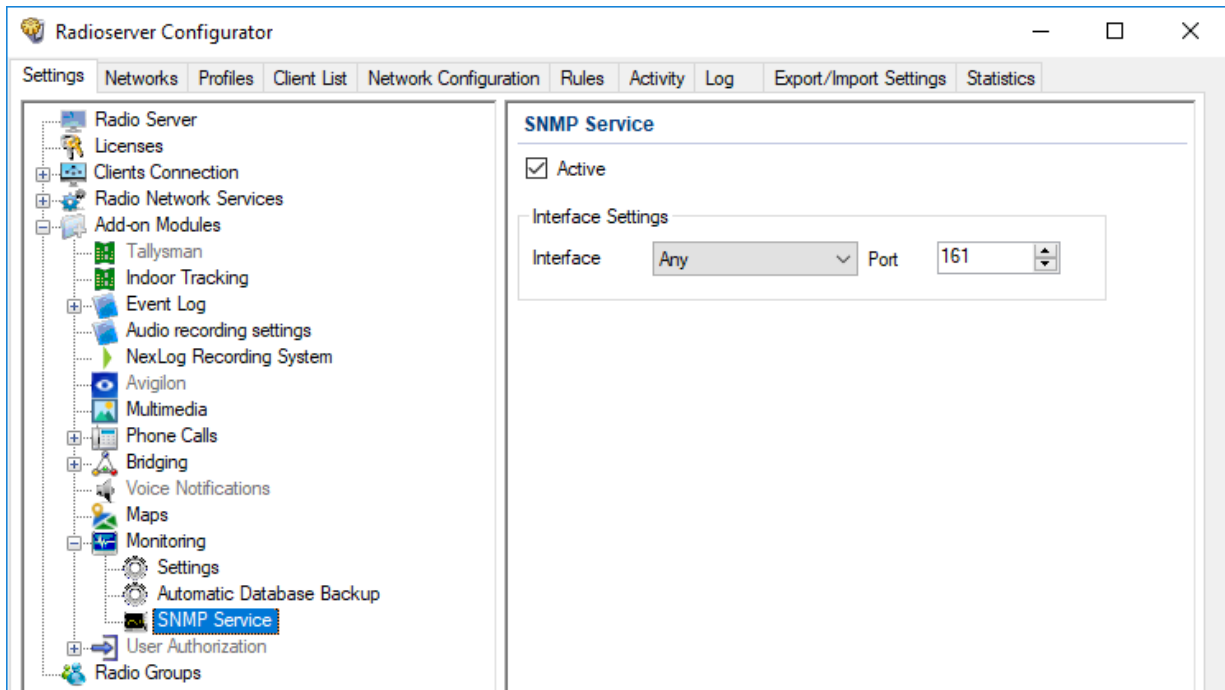 Radioserver Configurator
Settings Networks Profiles Client List Network Configuration Rules Activity Log Export/Import Settings Statistics
Radio Server
Licenses
Clients Connection
Radio Network Services
Add-on Modules
Tallysman
Indoor Tracking
Event Log
Audio recording settings
NexLog Recording System
Avigilon
Multimedia
Phone Calls
Bridging
Voice Notifications
Maps
Monitoring
Settings
Automatic Database Backup
SNMP Service
User Authorization
Radio Groups
SNMP Service
Active
Interface Settings
Interface Any Port 161